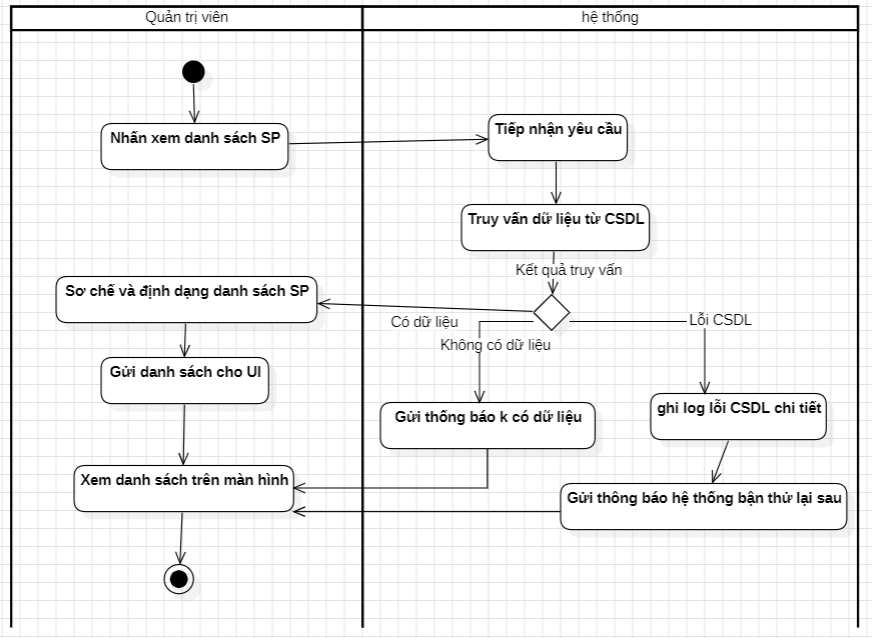 Quản trị viên
hệ thống
Nhấn xem danh sách SP
Tiếp nhận yêu cầu
Truy vấn dữ liệu từ CSDL
Kết quả truy vấn
Sơ chế và định dạng danh sách SP
Có dữ liệu
Lỗi CSDL
Không có dữ liệu
Gửi danh sách cho UI
ghi log lỗi CSDL chi tiết
Gửi thống báo k có dữ liệu
Xem danh sách trên màn hình
Gửi thông báo hệ thống bận thử lại sau